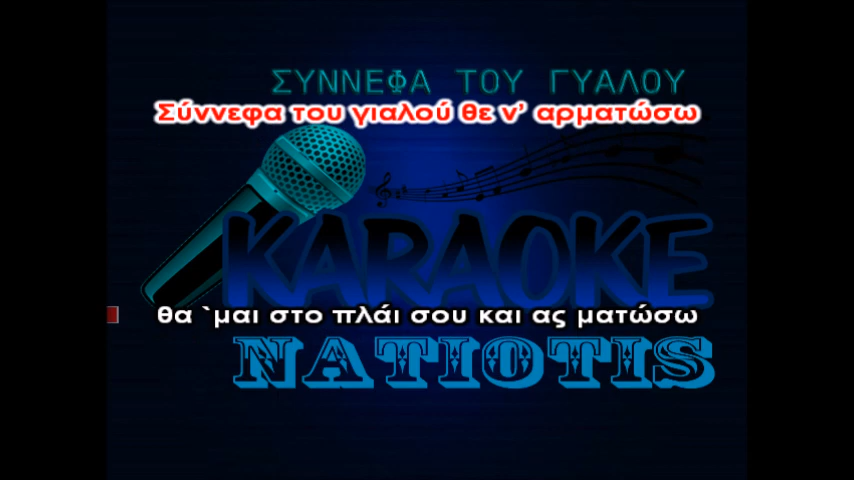 ΣΥΝΝΕΦΑ ΤΟΥ ΓΥΑΛΟΥ
Σύννεφα του γιαλού θε ν' αρματώσω
KARAOKE
θα `μαι στο πλάι σου και ας ματώσω
NATIOTIS